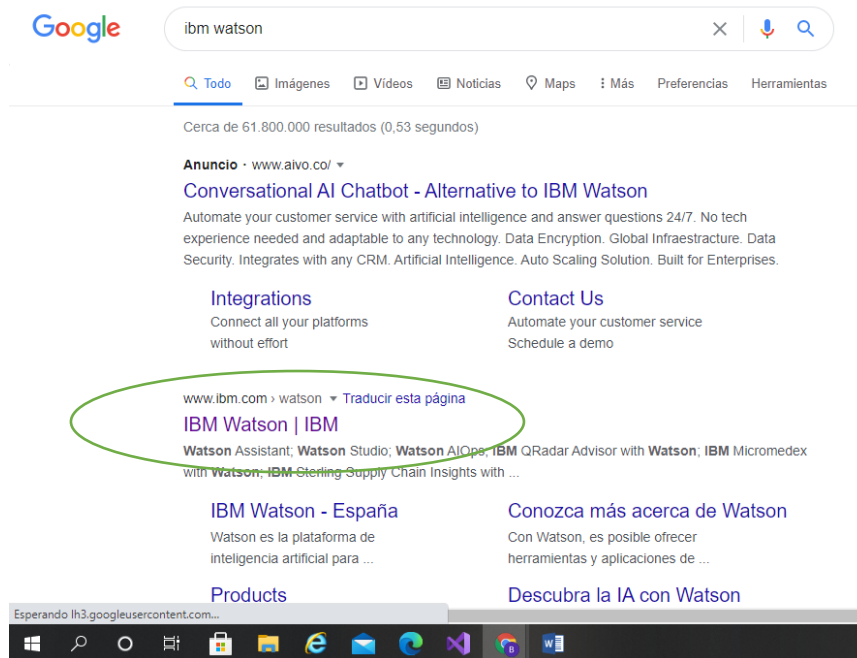 Google
ibm watson
Todo Imágenes Vídeos Noticias Maps Más Preferencias Herramientas
Cerca de 61.800.000 resultados (0,53 segundos)
Anuncio · www.aivo.co/
Conversational AI Chatbot - Alternative to IBM Watson
Automate your customer service with artificial intelligence and answer questions 24/7. No tech
experience needed and adaptable to any technology. Data Encryption. Global Infraestracture. Data
Security. Integrates with any CRM. Artificial Intelligence. Auto Scaling Solution. Built for Enterprises.
Integrations
Connect all your platforms
without effort
Contact Us
Automate your customer service
Schedule a demo
www.ibm.com › watson Traducir esta página
IBM Watson | IBM
Watson Assistant; Watson Studio; Watson AIOps; IBM QRadar Advisor with Watson; IBM Micromedex
with Watson; IBM Sterling Supply Chain Insights with ...
IBM Watson - España
Watson es la plataforma de
inteligencia artificial para ...
Conozca más acerca de Watson
Con Watson, es posible ofrecer
herramientas y aplicaciones de ...
Products
Descubra la IA con Watson
Esperando lh3.googleusercontent.com...
B
W